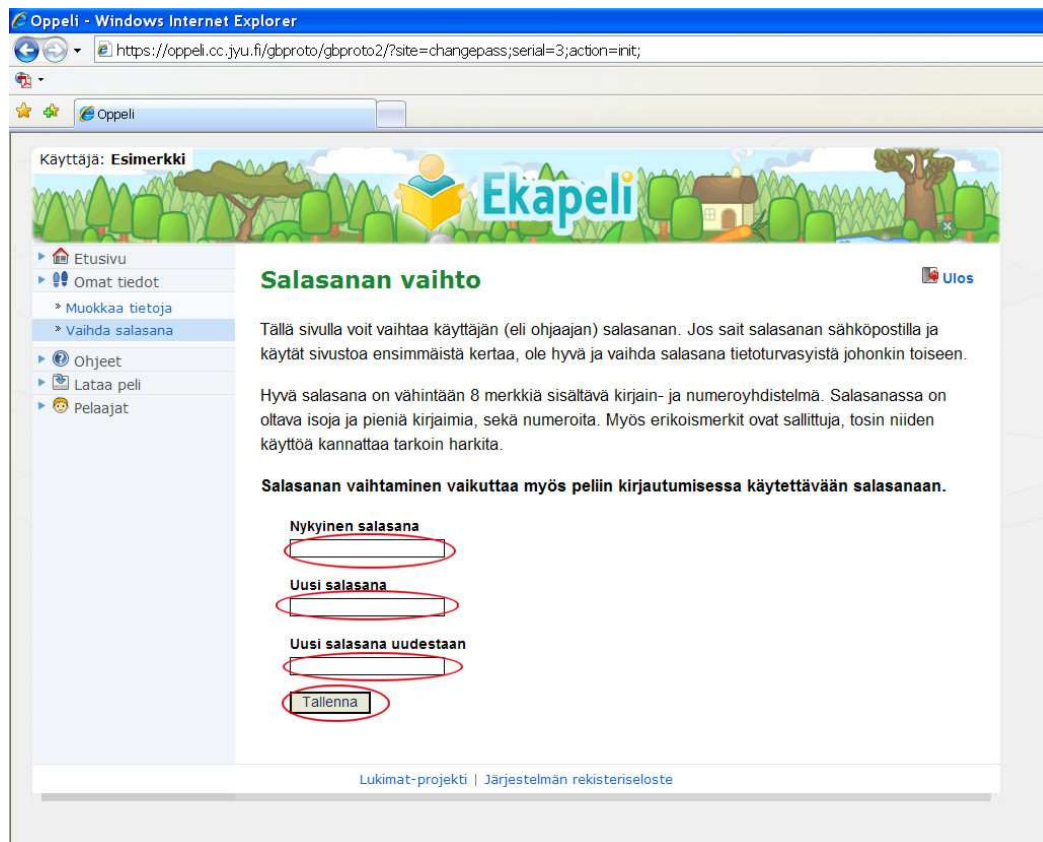 Oppeli - Windows Internet Explorer
https://oppeli.cc.jyu.fi/gbproto/gbproto2/?site=changepass;serial=3;action=init;
Oppeli
Käyttäjä: Esimerkki
Ekapeli
Etusivu
Omat tiedot
Muokkaa tietoja
Vaihda salasana
Ohjeet
Lataa peli
Pelaajat
Salasanan vaihto
Ulos
Tällä sivulla voit vaihtaa käyttäjän (eli ohjaajan) salasanan. Jos sait salasanan sähköpostilla ja
käytät sivustoa ensimmäistä kertaa, ole hyvä ja vaihda salasana tietoturvasyistä johonkin toiseen.
Hyvä salasana on vähintään 8 merkkiä sisältävä kirjain- ja numeroyhdistelmä. Salasanassa on
oltava isoja ja pieniä kirjaimia, sekä numeroita. Myös erikoismerkit ovat sallittuja, tosin niiden
käyttöä kannattaa tarkoin harkita.
Salasanan vaihtaminen vaikuttaa myös peliin kirjautumisessa käytettävään salasanaan.
Nykyinen salasana
Uusi salasana
Uusi salasana uudestaan
Tallenna
Lukimat-projekti | Järjestelmän rekisteriseloste